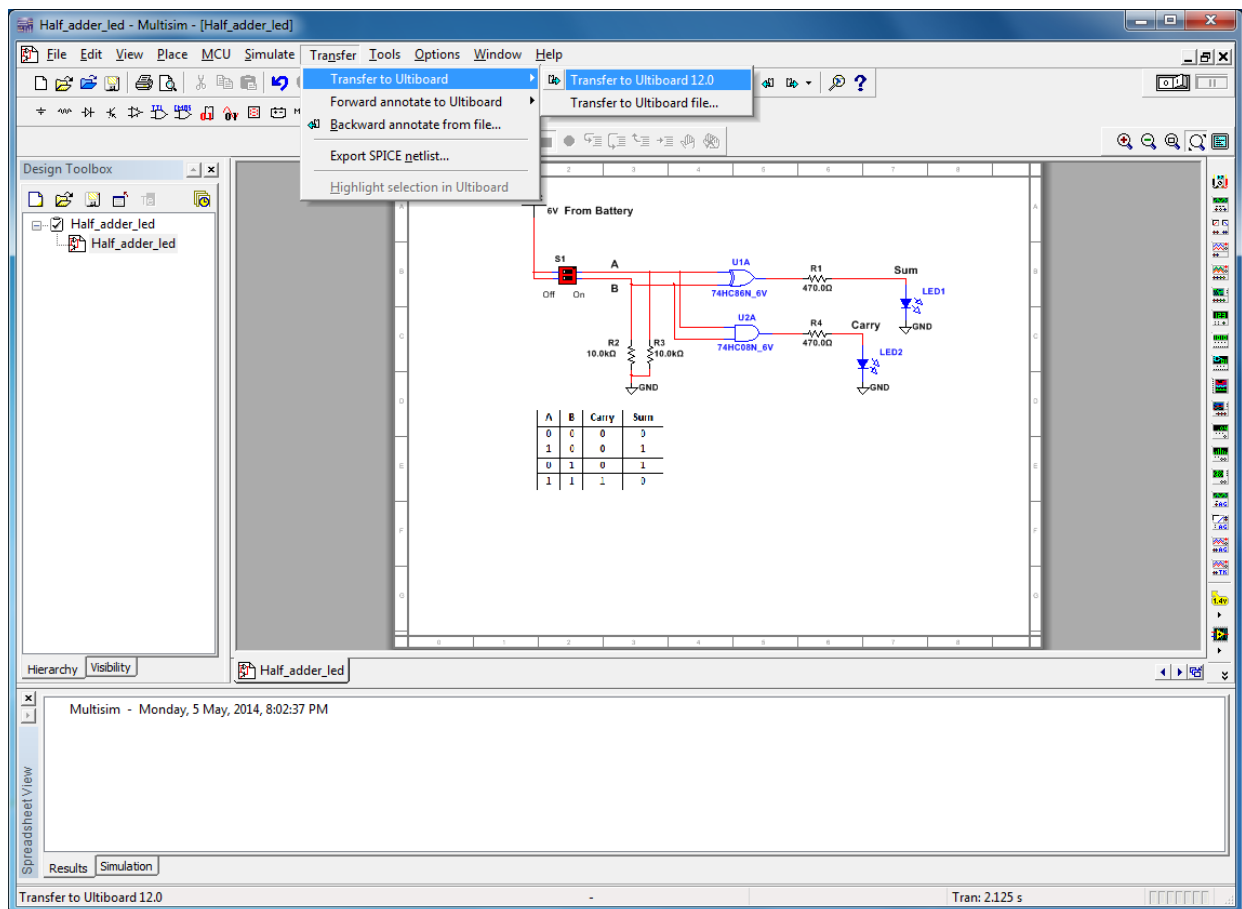 Half_adder_led - Multisim - [Half_adder_led]
File Edit View Place MCU Simulate Transfer Tools Options Window Help
Transfer to Ultiboard
Transfer to Ultiboard 12.0
Forward annotate to Ultiboard
Transfer to Ultiboard file...
Backward annotate from file...
Export SPICE netlist...
Highlight selection in Ultiboard
Design Toolbox
Half_adder_led
Half_adder_led
6V From Battery
S1
A
B
Off On
U1A
74HC86N_6V
R1
470.0Ω
Sum
LED1
GND
U2A
74HC08N_6V
R4
470.0Ω
Carry
LED2
GND
R2
10.0kΩ
R3
10.0kΩ
GND
A B Carry Sum
0 0 0 0
1 0 0 1
0 1 0 1
1 1 1 0
Hierarchy Visibility
Half_adder_led
Multisim - Monday, 5 May, 2014, 8:02:37 PM
Spreadsheet View
Results Simulation
Transfer to Ultiboard 12.0 - Tran: 2.125 s